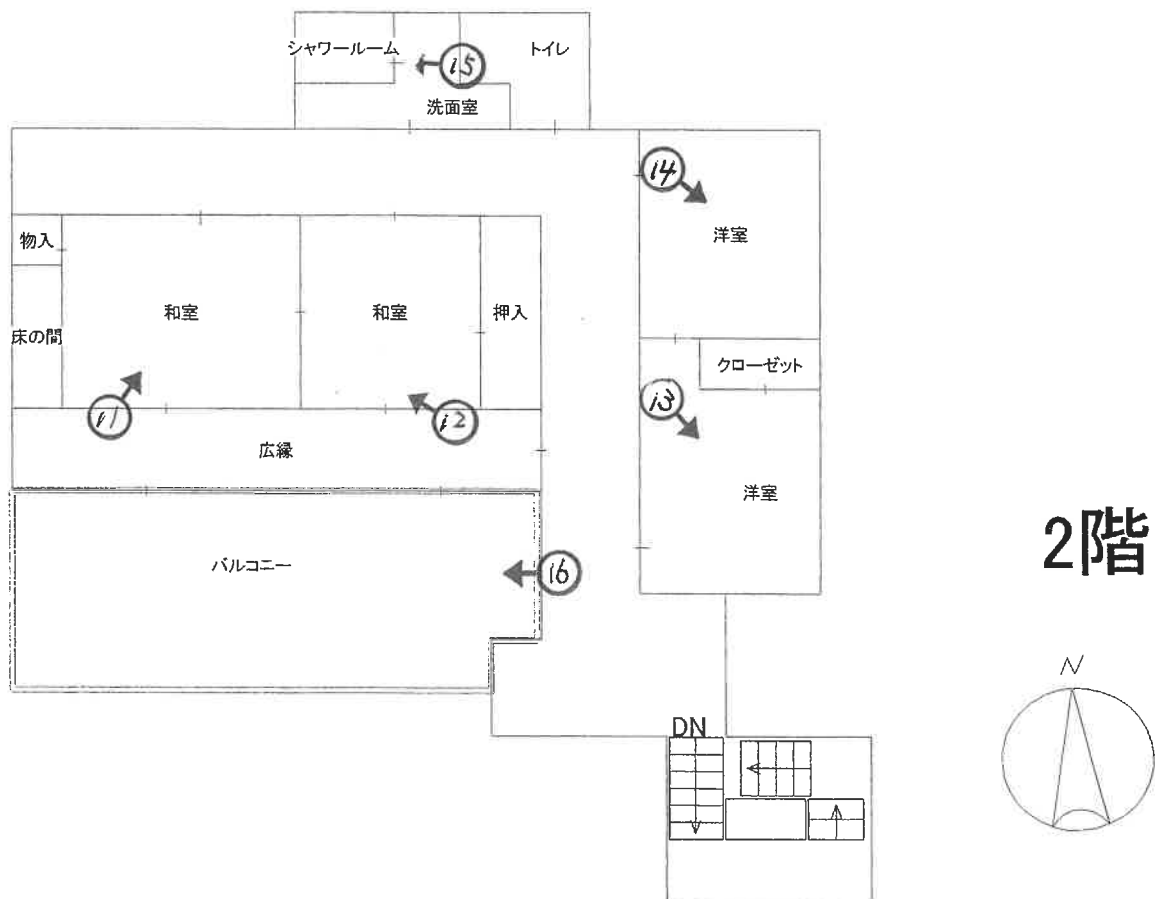 シャワールーム
15
トイレ
洗面室
14
洋室
物入
和室
和室
押入
床の間
クローゼット
13
11
12
広縁
洋室
2階
バルコニー
16
N
DN